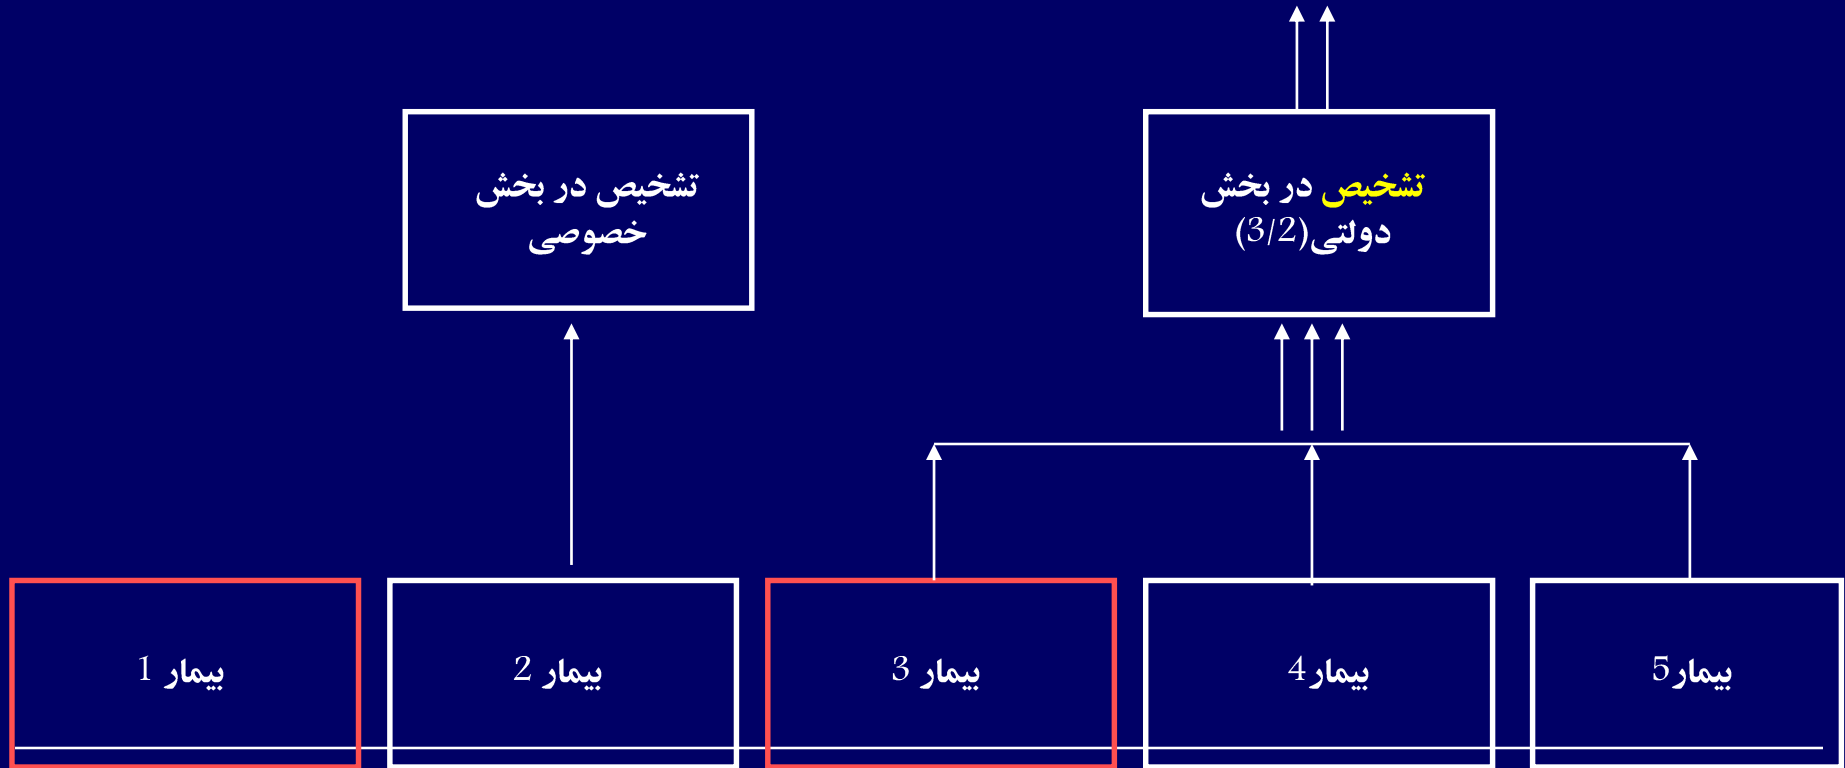 تشخیص در بخش
دولتی(3/2)
تشخیص در بخش
خصوصی
بیمار5
بیمار4
بیمار 3
بیمار 2
بیمار 1